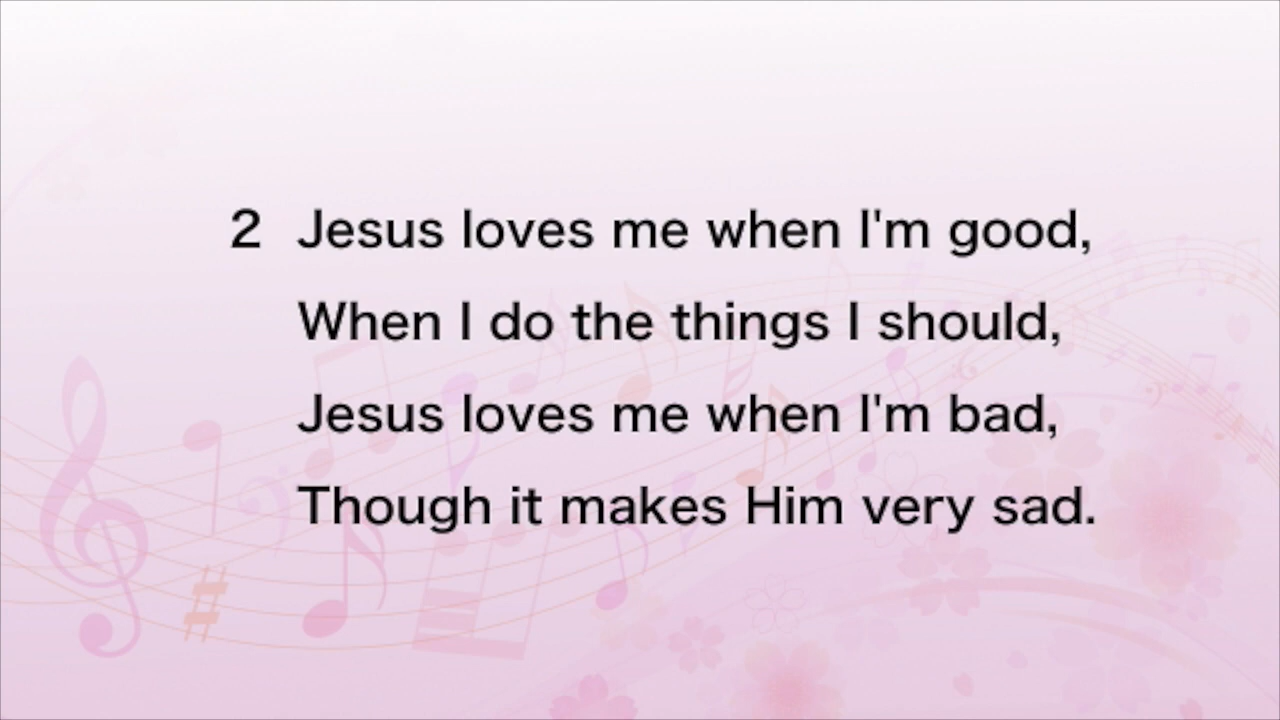 2 Jesus loves me when I'm good,
When I do the things I should,
Jesus loves me when I'm bad,
Though it makes Him very sad.